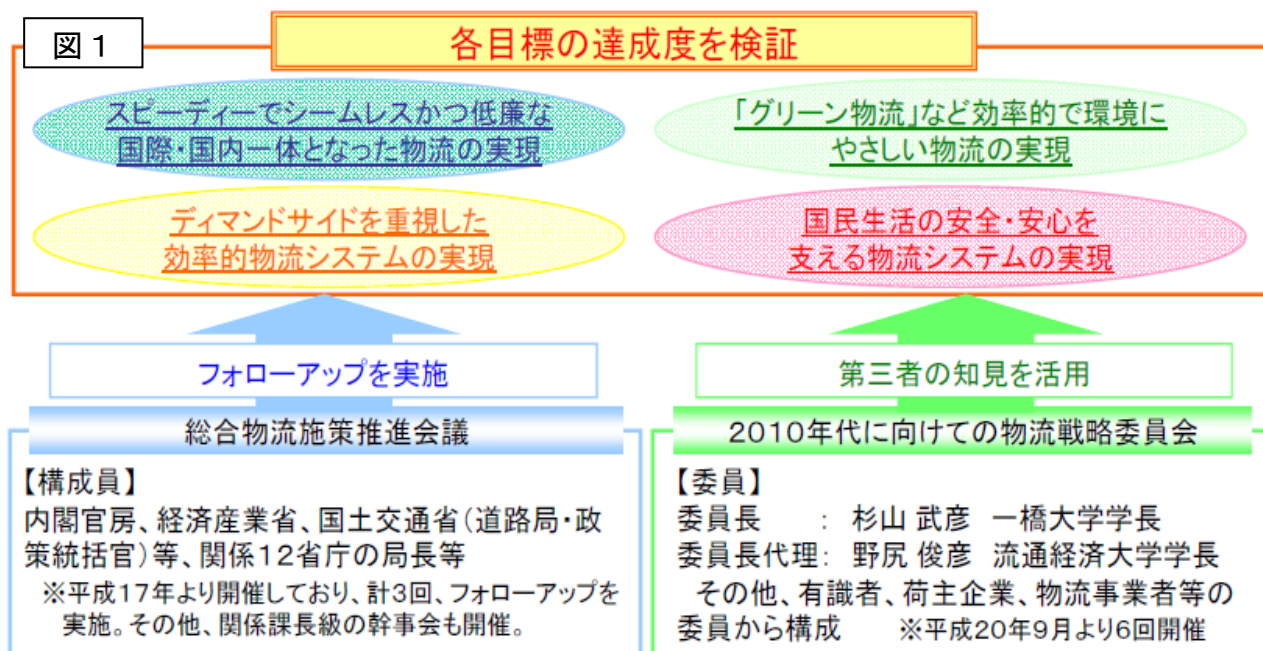 図1
各目標の達成度を検証
スピーディーでシームレスかつ低廉な
国際・国内一体となった物流の実現
「グリーン物流」など効率的で環境に
やさしい物流の実現
ディマンドサイドを重視した
効率的物流システムの実現
国民生活の安全・安心を
支える物流システムの実現
フォローアップを実施
第三者の知見を活用
総合物流施策推進会議
【構成員】
内閣官房、経済産業省、国土交通省(道路局・政
策統括官)等、関係12省庁の局長等
※平成17年より開催しており、計3回、フォローアップを
実施。その他、関係課長級の幹事会も開催。
2010年代に向けての物流戦略委員会
【委員】
委員長 : 杉山 武彦 一橋大学学長
委員長代理: 野尻 俊彦 流通経済大学学長
その他、有識者、荷主企業、物流事業者等の
委員から構成 ※平成20年9月より6回開催